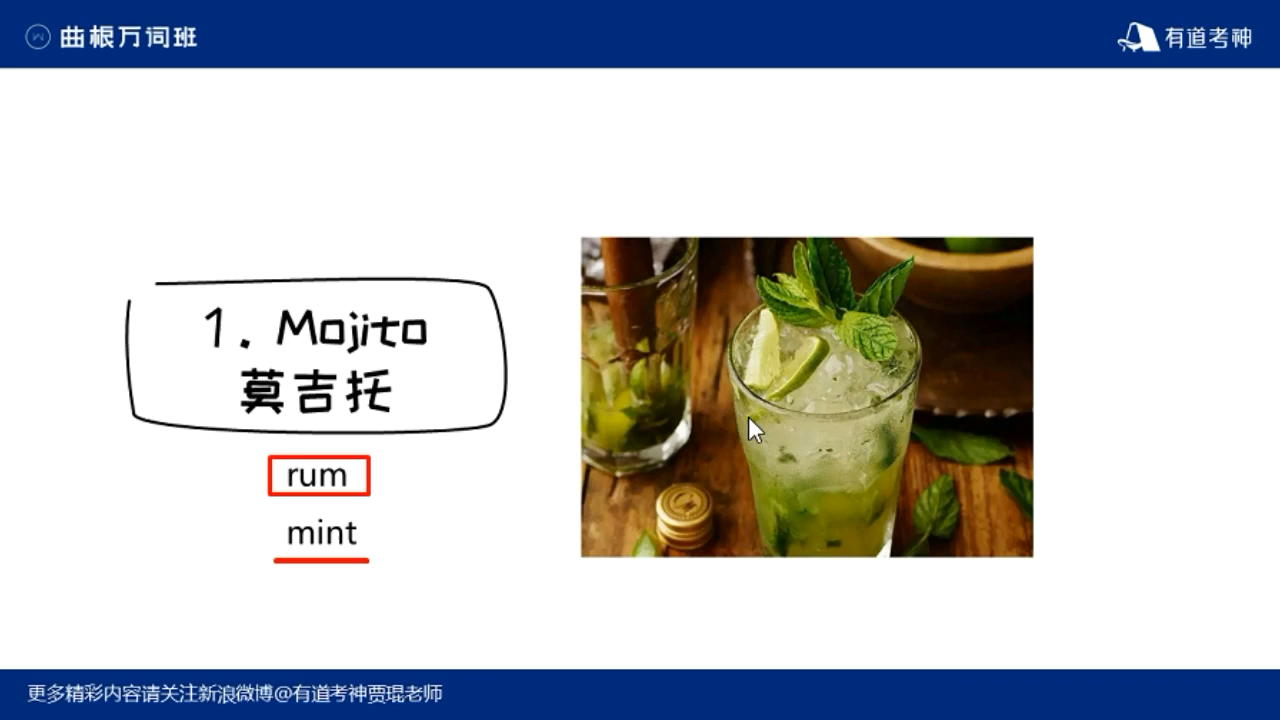 曲根万词班
有道考神
1. Mojito
莫吉托
rum
mint
更多精彩内容请关注新浪微博@有道考神贾琨老师